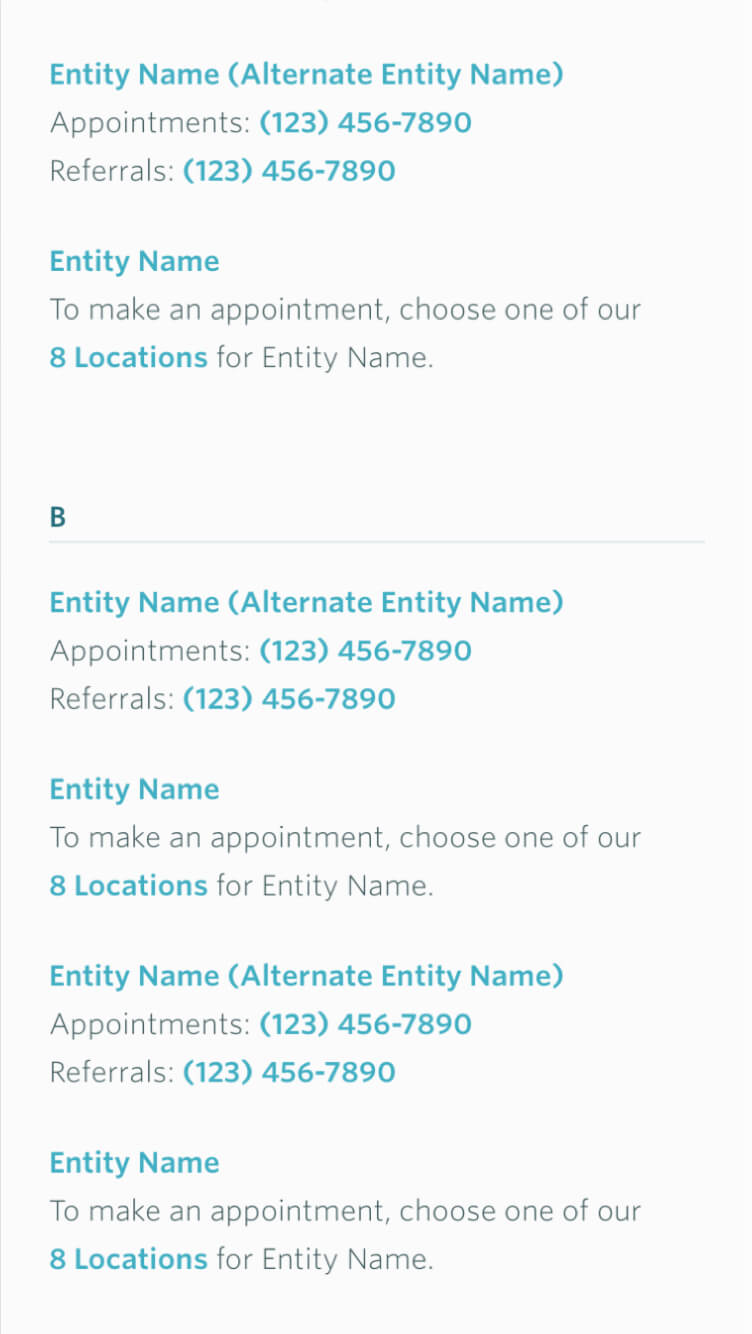 Entity Name (Alternate Entity Name)
Appointments: (123) 456-7890
Referrals: (123) 456-7890
Entity Name
To make an appointment, choose one of our
8 Locations for Entity Name.
B
Entity Name (Alternate Entity Name)
Appointments: (123) 456-7890
Referrals: (123) 456-7890
Entity Name
To make an appointment, choose one of our
8 Locations for Entity Name.
Entity Name (Alternate Entity Name)
Appointments: (123) 456-7890
Referrals: (123) 456-7890
Entity Name
To make an appointment, choose one of our
8 Locations for Entity Name.